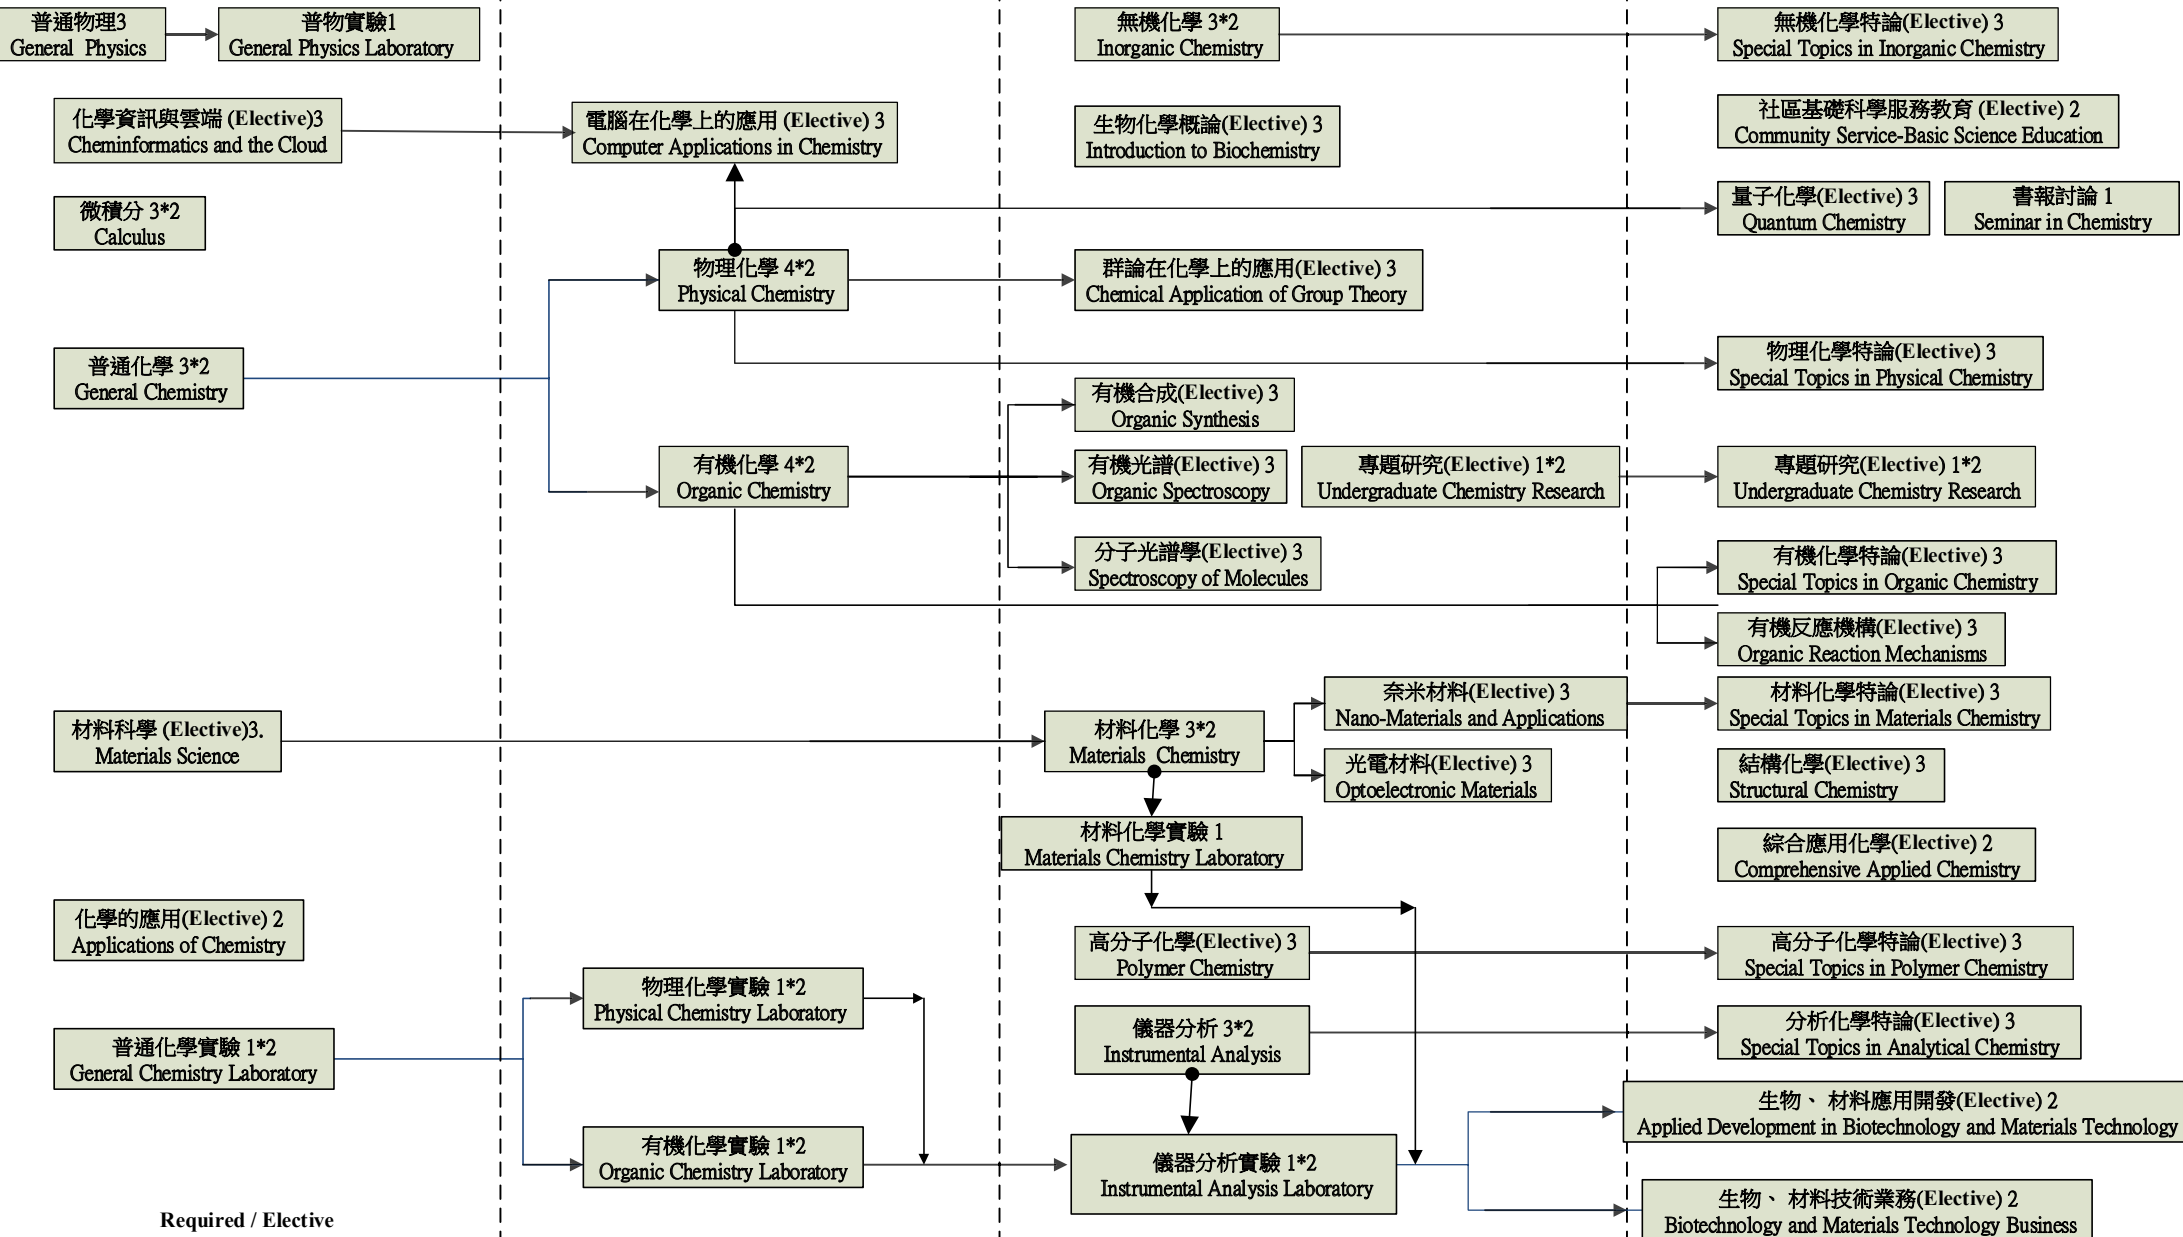 普通物理3
General Physics
普物實驗1
General Physics Laboratory
化學資訊與雲端 (Elective)3
Cheminformatics and the Cloud
微積分 3*2
Calculus
普通化學 3*2
General Chemistry
材料科學 (Elective)3.
Materials Science
化學的應用(Elective) 2
Applications of Chemistry
普通化學實驗 1*2
General Chemistry Laboratory
Required / Elective
電腦在化學上的應用 (Elective) 3
Computer Applications in Chemistry
物理化學 4*2
Physical Chemistry
有機化學 4*2
Organic Chemistry
物理化學實驗 1*2
Physical Chemistry Laboratory
有機化學實驗 1*2
Organic Chemistry Laboratory
無機化學 3*2
Inorganic Chemistry
生物化學概論(Elective) 3
Introduction to Biochemistry
群論在化學上的應用(Elective) 3
Chemical Application of Group Theory
有機合成(Elective) 3
Organic Synthesis
有機光譜(Elective) 3
Organic Spectroscopy
專題研究(Elective) 1*2
Undergraduate Chemistry Research
分子光譜學(Elective) 3
Spectroscopy of Molecules
材料化學 3*2
Materials Chemistry
奈米材料(Elective) 3
Nano-Materials and Applications
光電材料(Elective) 3
Optoelectronic Materials
材料化學實驗 1
Materials Chemistry Laboratory
高分子化學(Elective) 3
Polymer Chemistry
儀器分析 3*2
Instrumental Analysis
儀器分析實驗 1*2
Instrumental Analysis Laboratory
無機化學特論(Elective) 3
Special Topics in Inorganic Chemistry
社區基礎科學服務教育 (Elective) 2
Community Service-Basic Science Education
量子化學(Elective) 3
Quantum Chemistry
書報討論 1
Seminar in Chemistry
物理化學特論(Elective) 3
Special Topics in Physical Chemistry
專題研究(Elective) 1*2
Undergraduate Chemistry Research
有機化學特論(Elective) 3
Special Topics in Organic Chemistry
有機反應機構(Elective) 3
Organic Reaction Mechanisms
材料化學特論(Elective) 3
Special Topics in Materials Chemistry
結構化學(Elective) 3
Structural Chemistry
綜合應用化學(Elective) 2
Comprehensive Applied Chemistry
高分子化學特論(Elective) 3
Special Topics in Polymer Chemistry
分析化學特論(Elective) 3
Special Topics in Analytical Chemistry
生物、 材料應用開發(Elective) 2
Applied Development in Biotechnology and Materials Technology
生物、 材料技術業務(Elective) 2
Biotechnology and Materials Technology Business